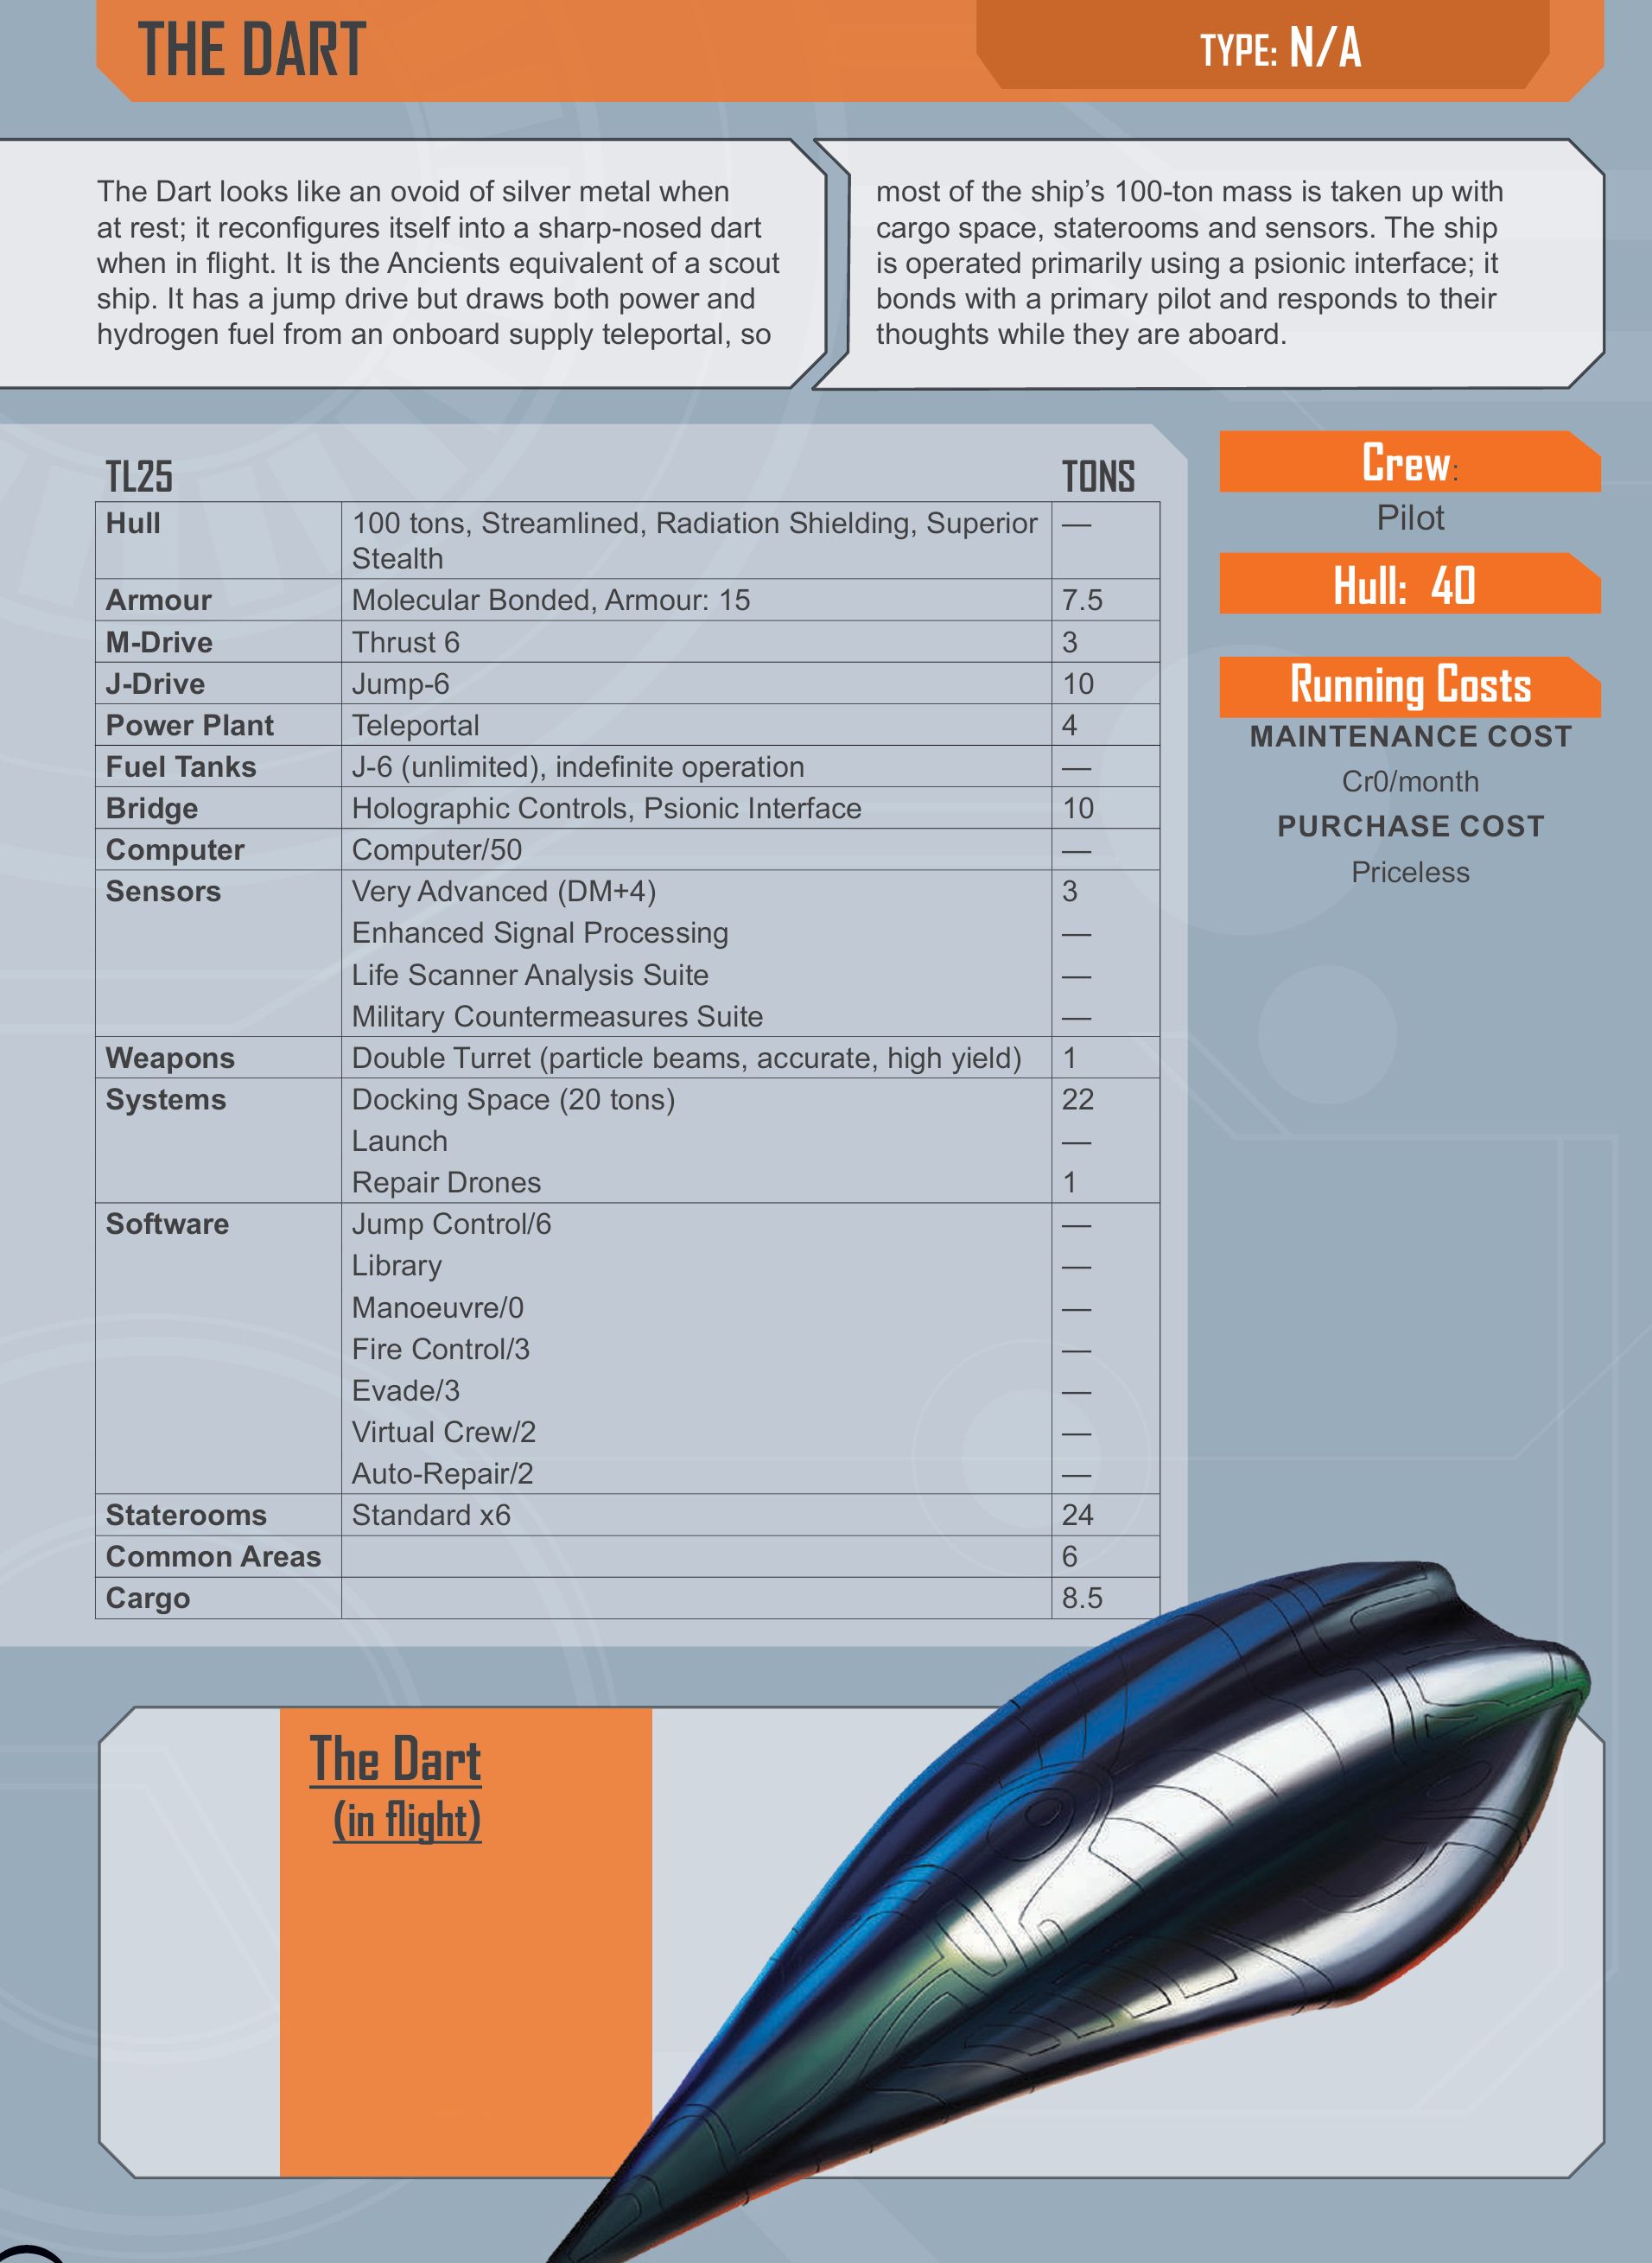 THE DART
TYPE: N/A
The Dart looks like an ovoid of silver metal when
at rest; it reconfigures itself into a sharp-nosed dart
when in flight. It is the Ancients equivalent of a scout
ship. It has a jump drive but draws both power and
hydrogen fuel from an onboard supply teleportal, so
most of the ship’s 100-ton mass is taken up with
cargo space, staterooms and sensors. The ship
is operated primarily using a psionic interface; it
bonds with a primary pilot and responds to their
thoughts while they are aboard.
TL25 TONS
Hull 100 tons, Streamlined, Radiation Shielding, Superior —
Stealth
Armour Molecular Bonded, Armour: 15 7.5
M-Drive Thrust 6 3
J-Drive Jump-6 10
Power Plant Teleportal 4
Fuel Tanks J-6 (unlimited), indefinite operation —
Bridge Holographic Controls, Psionic Interface 10
Computer Computer/50 —
Sensors Very Advanced (DM+4) 3
Enhanced Signal Processing —
Life Scanner Analysis Suite —
Military Countermeasures Suite —
Weapons Double Turret (particle beams, accurate, high yield) 1
Systems Docking Space (20 tons) 22
Launch —
Repair Drones 1
Software Jump Control/6 —
Library —
Manoeuvre/0 —
Fire Control/3 —
Evade/3 —
Virtual Crew/2 —
Auto-Repair/2 —
Staterooms Standard x6 24
Common Areas 6
Cargo 8.5
Crew:
Pilot
Hull: 40
Running Costs
MAINTENANCE COST
Cr0/month
PURCHASE COST
Priceless
The Dart
(in flight)